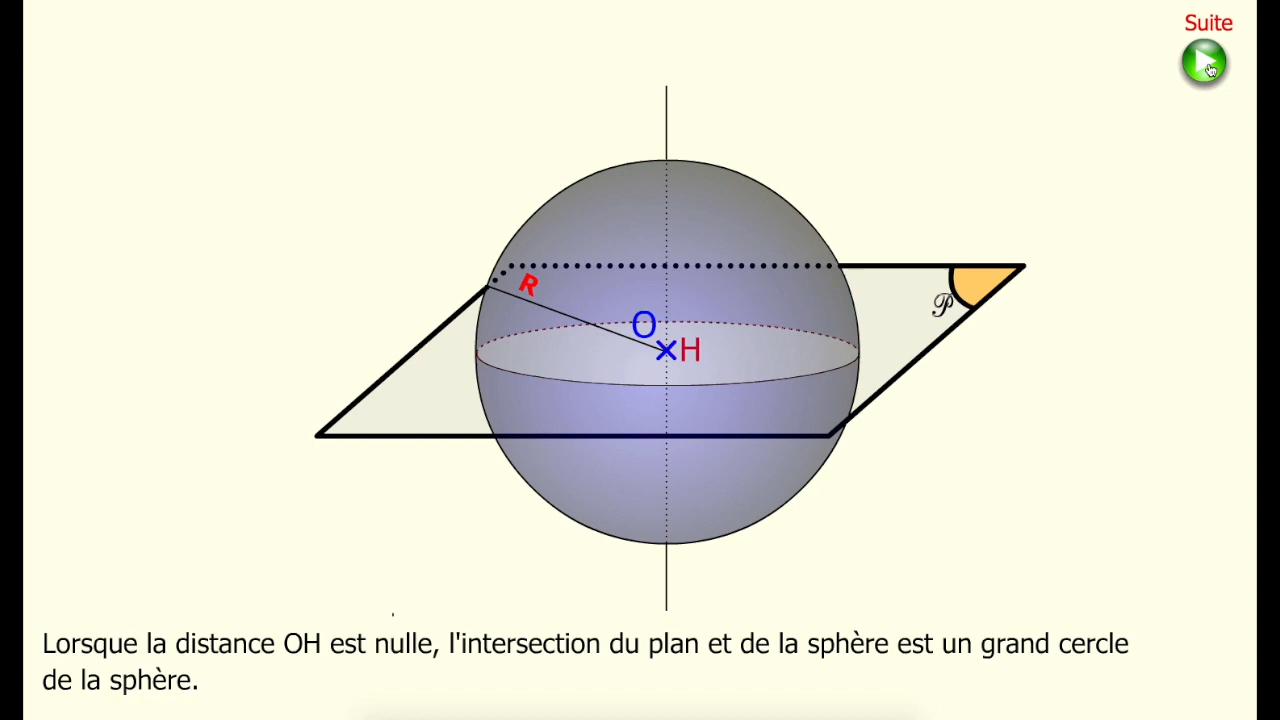 Suite
R
O
H
𝒫
Lorsque la distance OH est nulle, l'intersection du plan et de la sphère est un grand cercle
de la sphère.